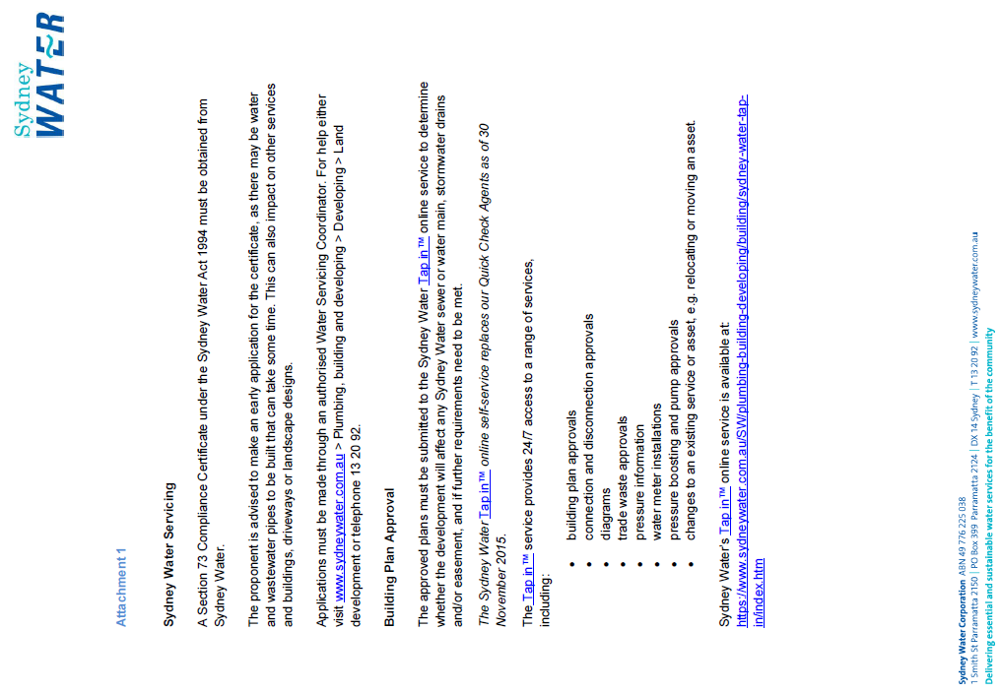 Sydney
WATER
Attachment 1
Sydney Water Servicing
A Section 73 Compliance Certificate under the Sydney Water Act 1994 must be obtained from
Sydney Water.
The proponent is advised to make an early application for the certificate, as there may be water
and wastewater pipes to be built that can take some time. This can also impact on other services
and buildings, driveways or landscape designs.
Applications must be made through an authorised Water Servicing Coordinator. For help either
visit www.sydneywater.com.au > Plumbing, building and developing > Developing > Land
development or telephone 13 20 92.
Building Plan Approval
The approved plans must be submitted to the Sydney Water Tap in™ online service to determine
whether the development will affect any Sydney Water sewer or water main, stormwater drains
and/or easement, and if further requirements need to be met.
The Sydney Water Tap in™ online self-service replaces our Quick Check Agents as of 30
November 2015.
The Tap in™ service provides 24/7 access to a range of services,
including:
• building plan approvals
• connection and disconnection approvals
• diagrams
• trade waste approvals
• pressure information
• water meter installations
• pressure boosting and pump approvals
• changes to an existing service or asset, e.g. relocating or moving an asset.
Sydney Water's Tap in™ online service is available at:
https://www.sydneywater.com.au/SW/plumbing-building-developing/building/sydney-water-tap-
in/index.htm
Sydney Water Corporation ABN 49 776 225 038
1 Smith St Parramatta 2150 | PO Box 399 Parramatta 2124 | DX 14 Sydney | T 13 20 92 | www.sydneywater.com.au
Delivering essential and sustainable water services for the benefit of the community